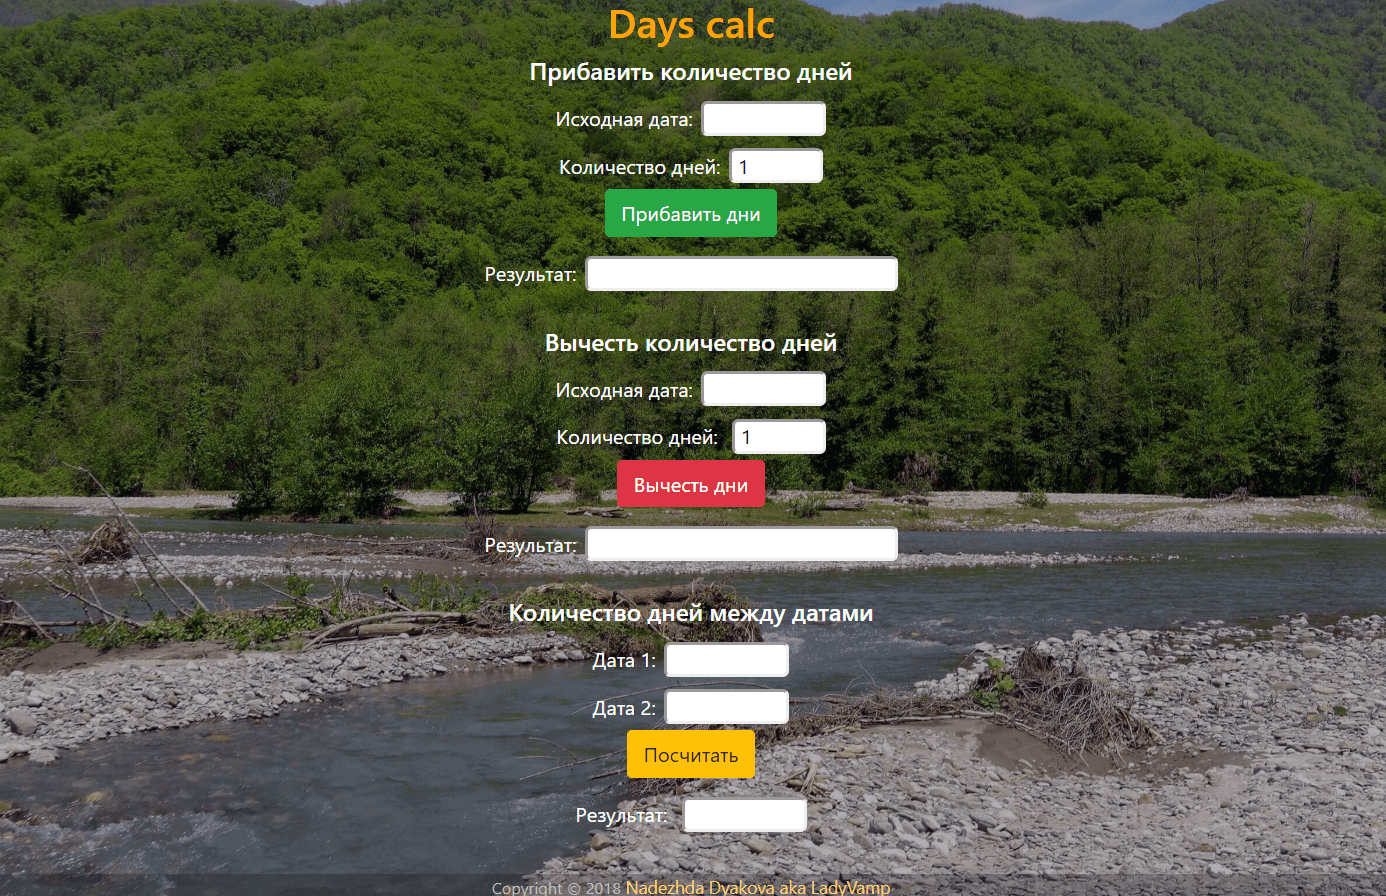 Days calc
Прибавить количество дней
Исходная дата:
Количество дней: 1
Прибавить дни
Результат:
Вычесть количество дней
Исходная дата:
Количество дней: 1
Вычесть дни
Результат:
Количество дней между датами
Дата 1:
Дата 2:
Посчитать
Результат:
Copyright © 2018 Nadezhda Dyakova aka LadyVamp